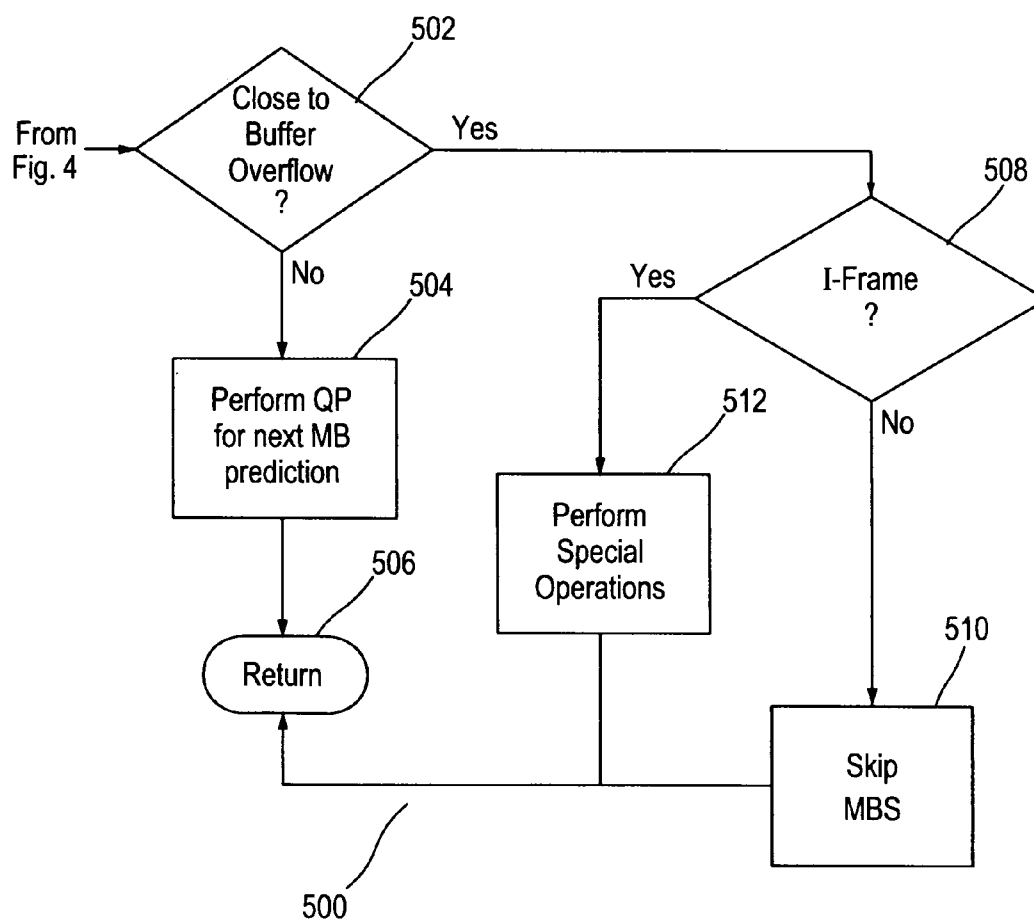 502
Close to
Buffer
Overflow
?
From
Fig. 4
Yes
No
508
I-Frame
?
Yes
No
504
Perform QP
for next MB
prediction
512
Perform
Special
Operations
506
Return
510
Skip
MBS
500